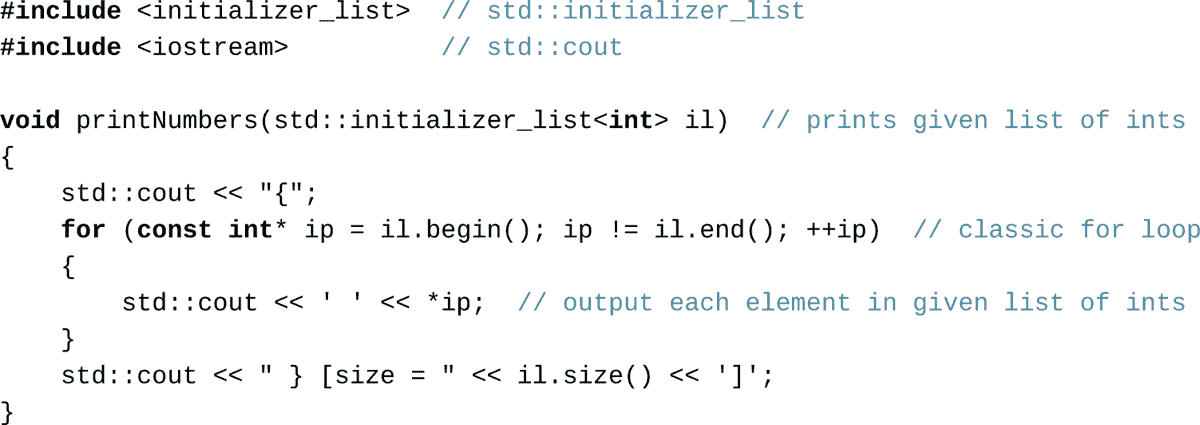 #include <initializer_list>  // std::initializer_list
#include <iostream>          // std::cout

void printNumbers(std::initializer_list<int> il)  // prints given list of ints
{
    std::cout << "{";
    for (const int* ip = il.begin(); ip != il.end(); ++ip)  // classic for loop
    {
        std::cout << ' ' << *ip;  // output each element in given list of ints
    }
    std::cout << " } [size = " << il.size() << ']';
}